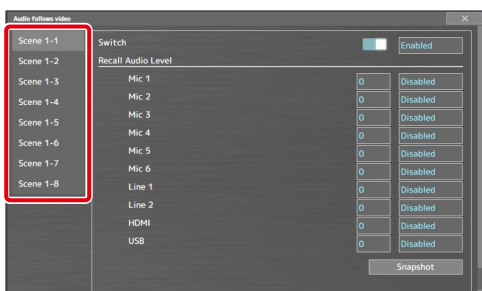 Audio follows video
Scene 1-1
Scene 1-2
Scene 1-3
Scene 1-4
Scene 1-5
Scene 1-6
Scene 1-7
Scene 1-8
Switch Enabled
Recall Audio Level
Mic 1 0 Disabled
Mic 2 0 Disabled
Mic 3 0 Disabled
Mic 4 0 Disabled
Mic 5 0 Disabled
Mic 6 0 Disabled
Line 1 0 Disabled
Line 2 0 Disabled
HDMI 0 Disabled
USB 0 Disabled
Snapshot